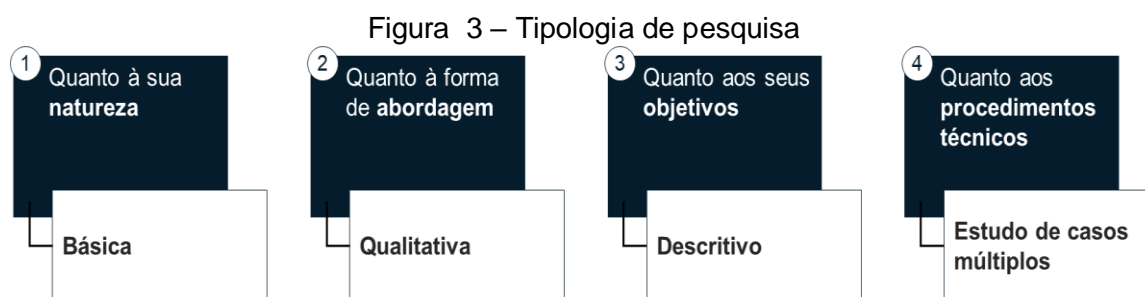 Figura 3 – Tipologia de pesquisa
1
Quanto à sua
natureza
Básica
2
Quanto à forma
de abordagem
Qualitativa
3
Quanto aos seus
objetivos
Descritivo
4
Quanto aos
procedimentos
técnicos
Estudo de casos
múltiplos